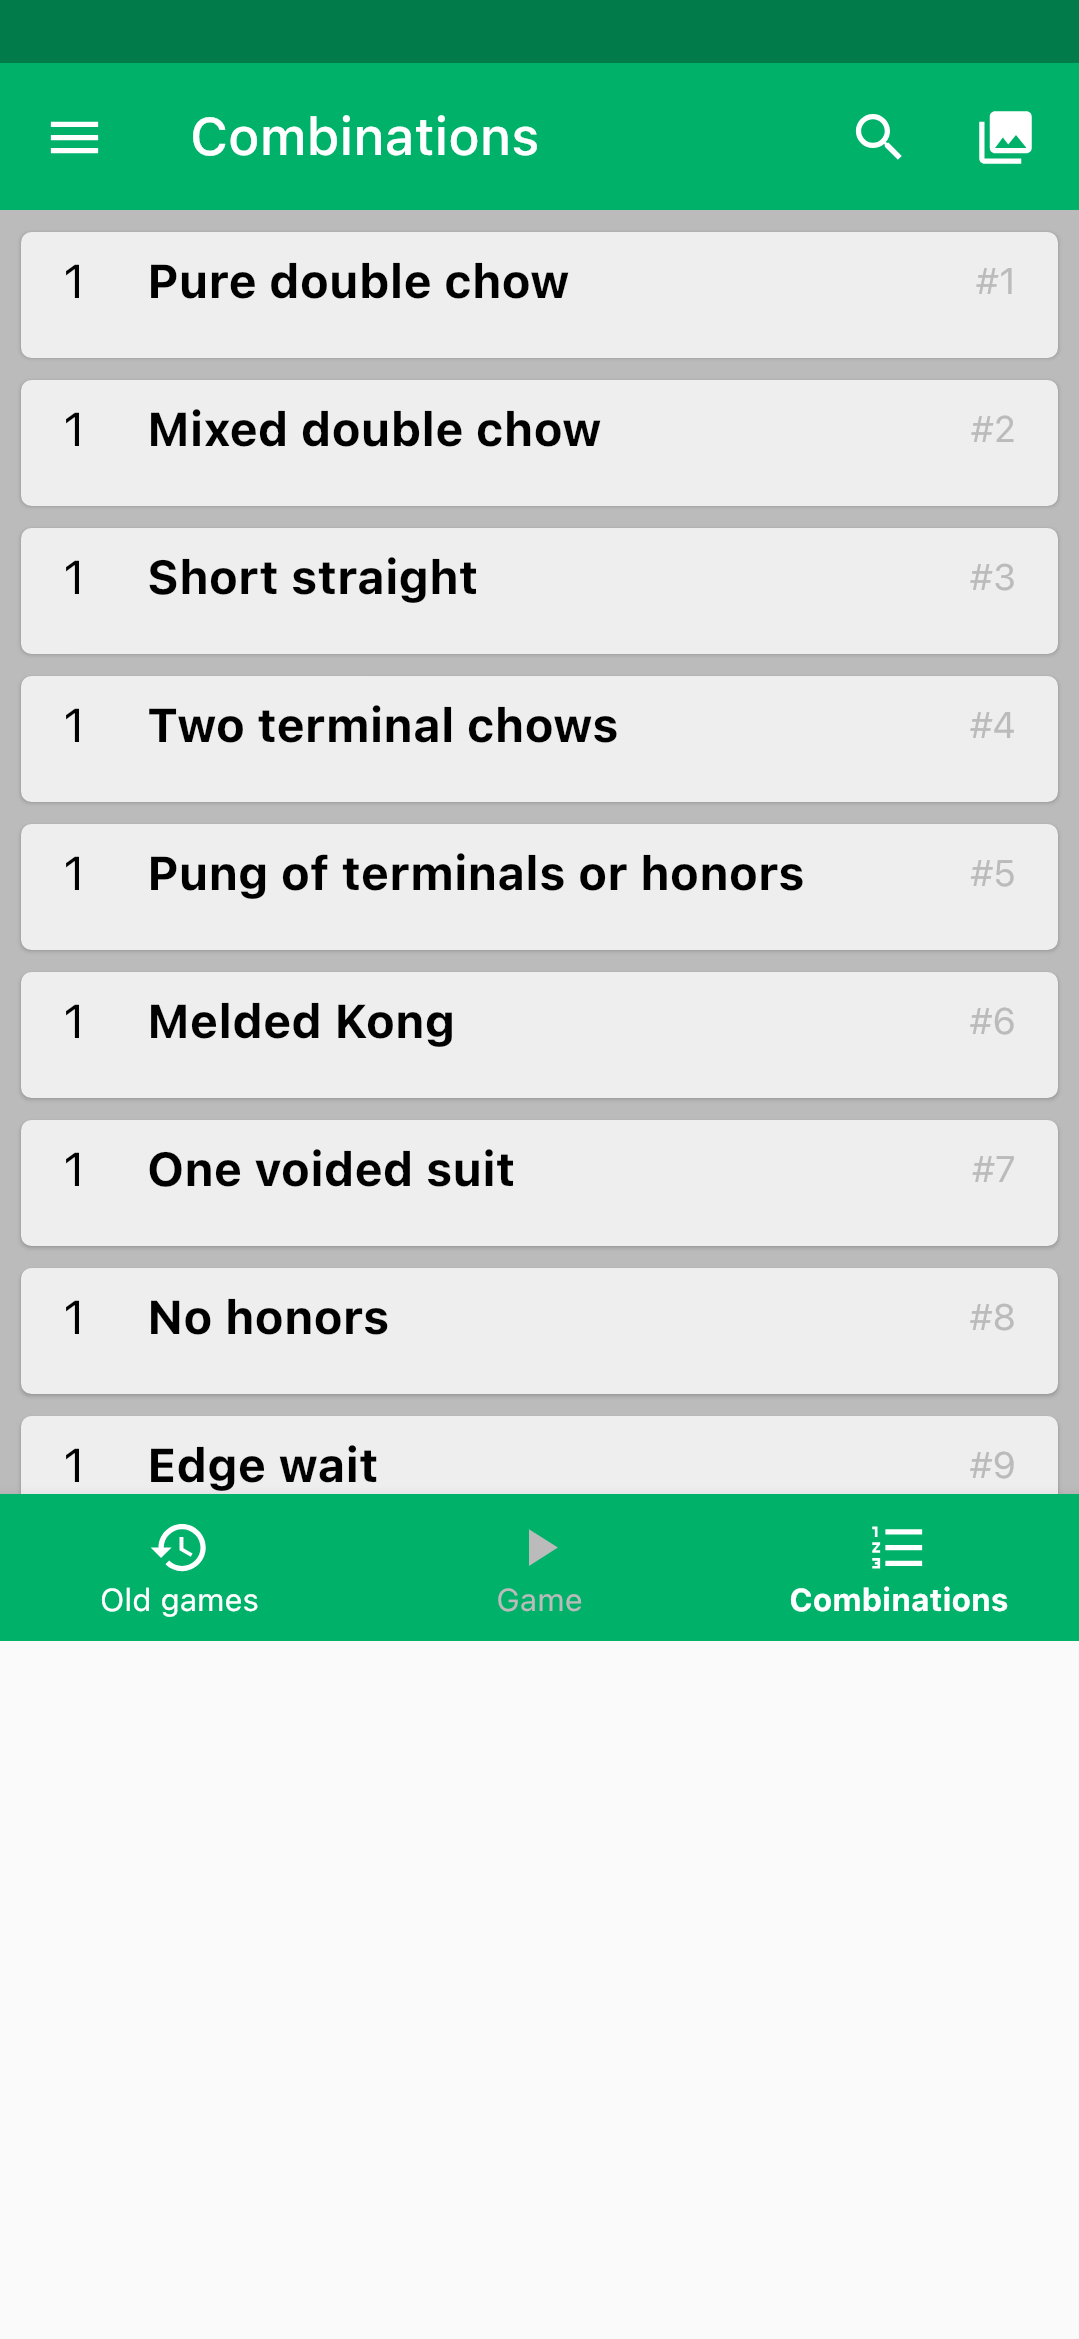 Combinations
1 Pure double chow #1
1 Mixed double chow #2
1 Short straight #3
1 Two terminal chows #4
1 Pung of terminals or honors #5
1 Melded Kong #6
1 One voided suit #7
1 No honors #8
1 Edge wait #9
Old games Game Combinations